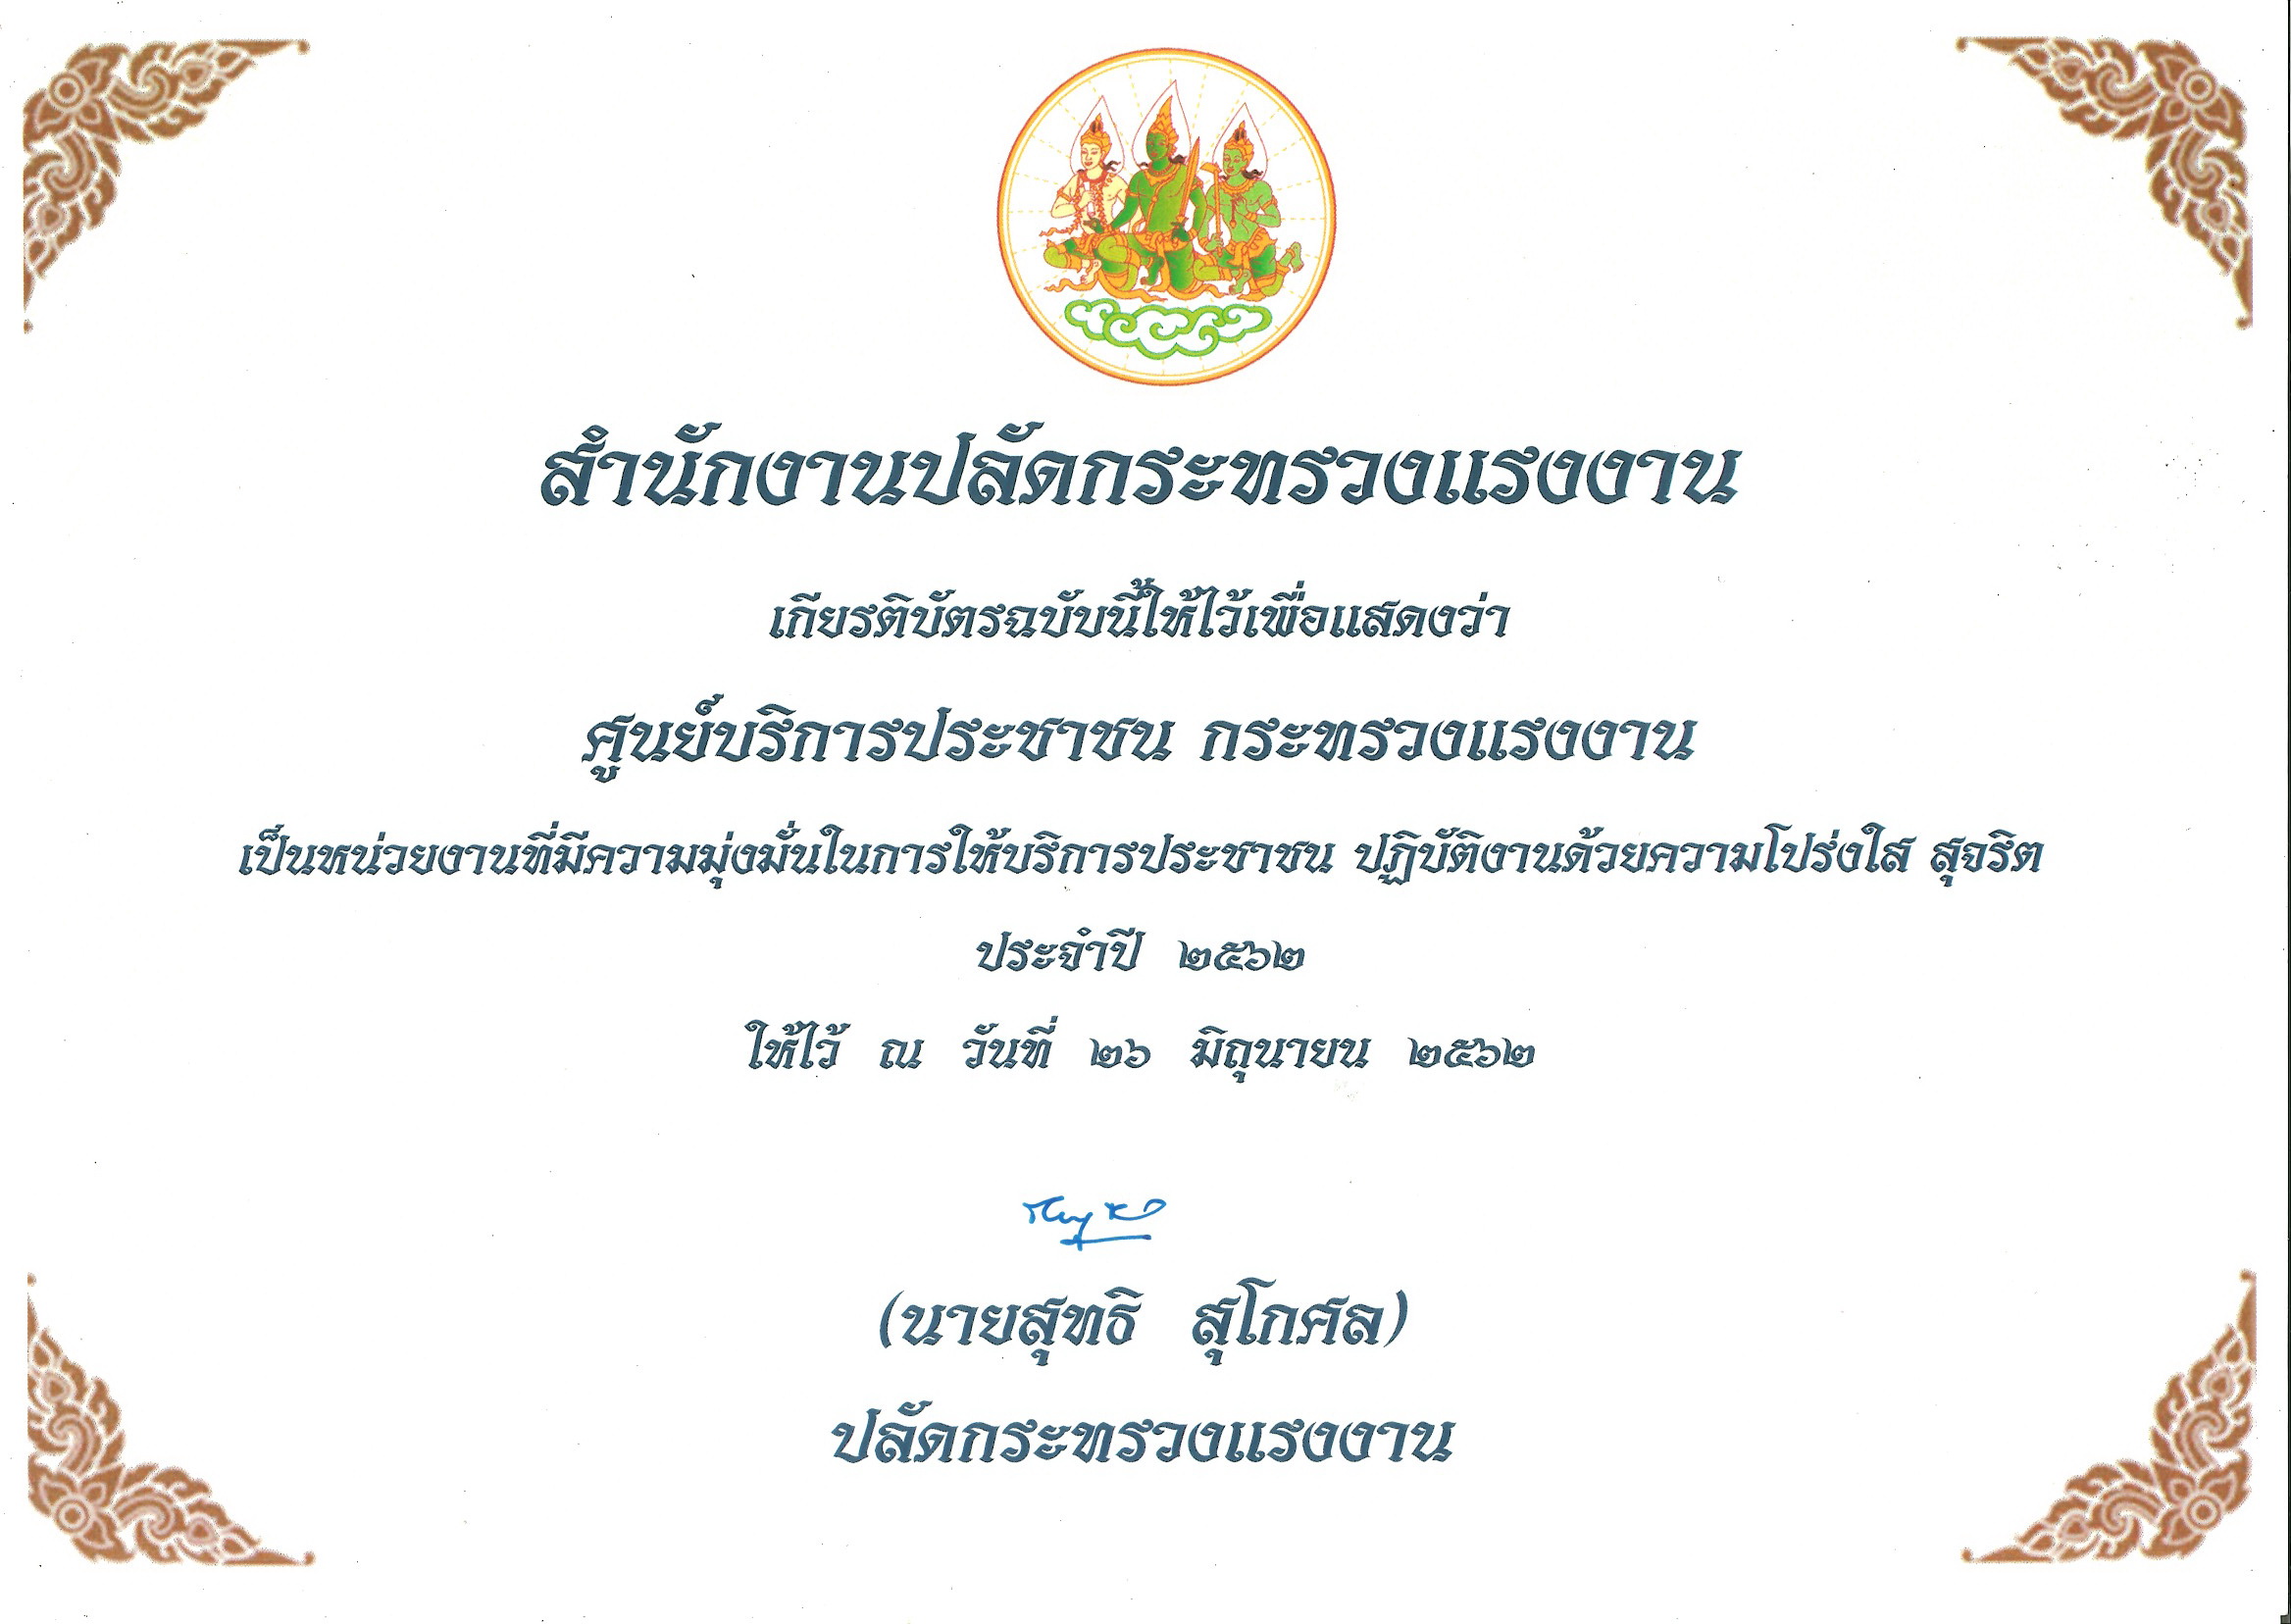 สำนักงานปลัดกระทรวงแรงงาน
เกียรติบัตรฉบับนี้ให้ไว้เพื่อแสดงว่า
ศูนย์บริการประชาชน กระทรวงแรงงาน
เป็นหน่วยงานที่มีความมุ่งมั่นในการให้บริการประชาชน ปฏิบัติงานด้วยความโปร่งใส สุจริต
ประจำปี ๒๕๖๒
ให้ไว้ ณ วันที่ ๒๖ มิถุนายน ๒๕๖๒
(นายสุทธิ สุโกศล)
ปลัดกระทรวงแรงงาน